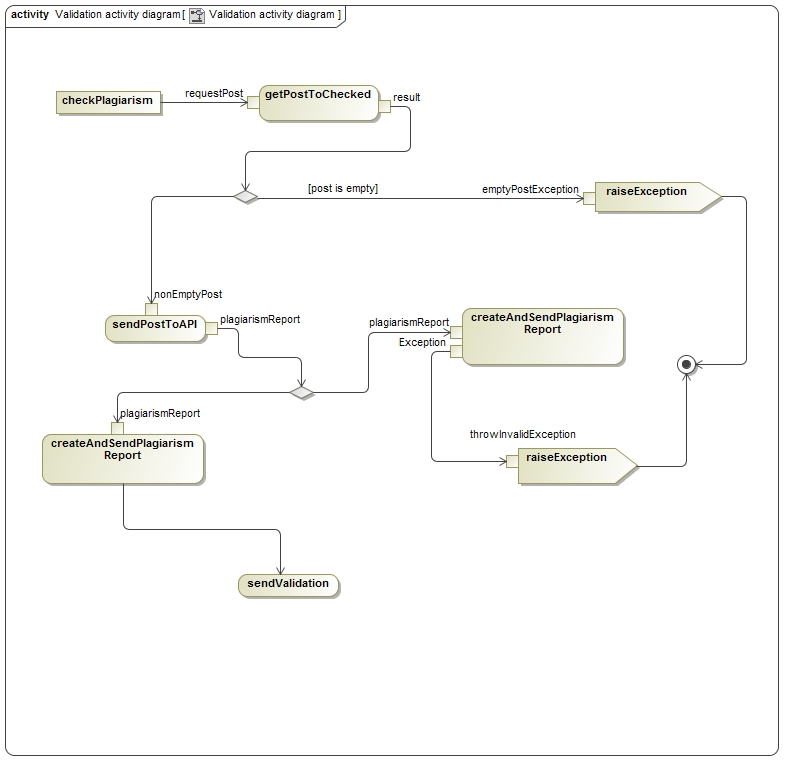 activity Validation activity diagram[ Validation activity diagram ]
checkPlagiarism
requestPost
getPostToChecked
result
[post is empty]
emptyPostException
raiseException
nonEmptyPost
sendPostToAPI
plagiarismReport
plagiarismReport
Exception
createAndSendPlagiarism
Report
plagiarismReport
createAndSendPlagiarism
Report
throwInvalidException
raiseException
sendValidation